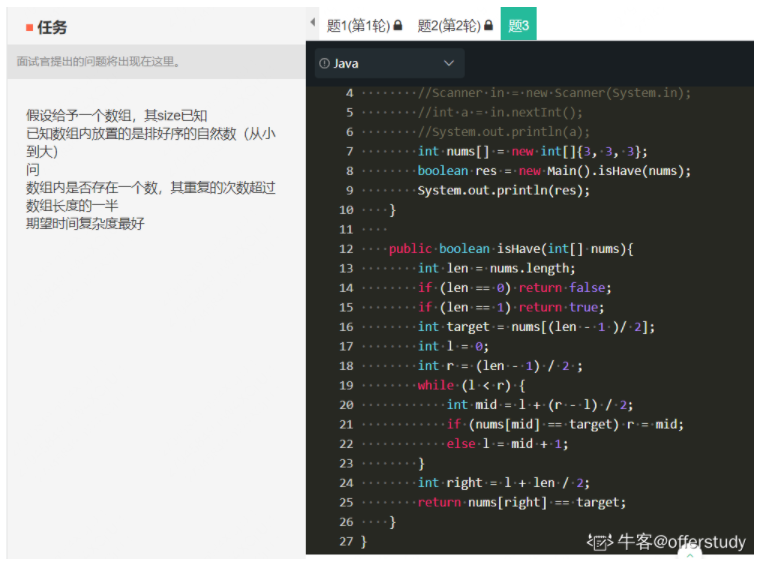 任务
面试官提出的问题将出现在这里。
假设给予一个数组，其size已知
已知数组内放置的是排好序的自然数（从小
到大）
问
数组内是否存在一个数，其重复的次数超过
数组长度的一半
期望时间复杂度最好
题1(第1轮) 题2(第2轮) 题3
Java
4 ········//Scanner·in·=·new·Scanner(System.in);
5 ········//int·a·=·in.nextInt();
6 ········//System.out.println(a);
7 ········int·nums[]·=·new·int[]{3,·3,·3};
8 ········boolean·res·=·new·Main().isHave(nums);
9 ········System.out.println(res);
10 ····}
11 ····
12 ····public·boolean·isHave(int[]·nums){
13 ········int·len·=·nums.length;
14 ········if·(len·==·0)·return·false;
15 ········if·(len·==·1)·return·true;
16 ········int·target·=·nums[(len·-·1·)/·2];
17 ········int·l·=·0;
18 ········int·r·=·(len·-·1)·/·2·;
19 ········while·(l·<·r)·{
20 ············int·mid·=·l·+·(r·-·l)·/·2;
21 ············if·(nums[mid]·==·target)·r·=·mid;
22 ············else·l·=·mid·+·1;
23 ········}
24 ········int·right·=·l·+·len·/·2;
25 ········return·nums[right]·==·target;
26 ····}
27 }
牛客@offerstudy